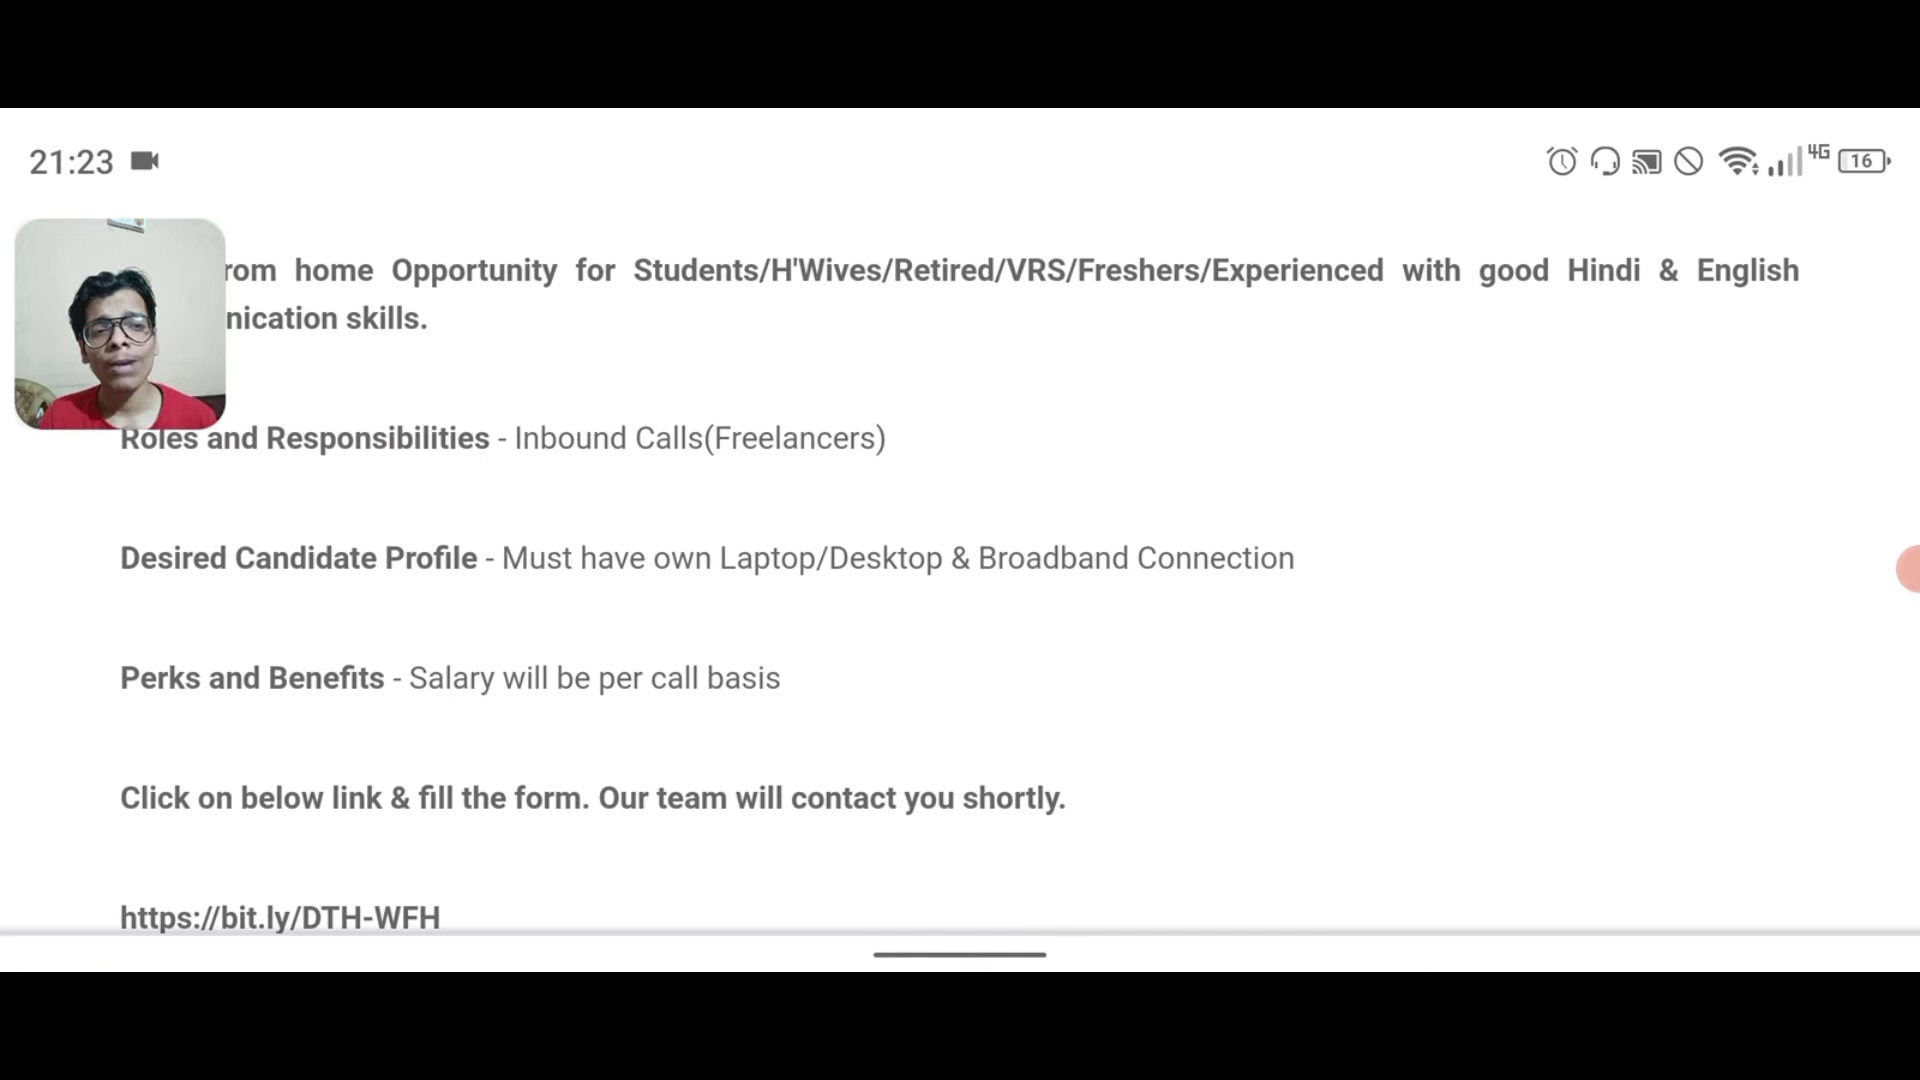 21:23
4G
16
rom home Opportunity for Students/H'Wives/Retired/VRS/Freshers/Experienced with good Hindi & English
nication skills.
Roles and Responsibilities - Inbound Calls(Freelancers)
Desired Candidate Profile - Must have own Laptop/Desktop & Broadband Connection
Perks and Benefits - Salary will be per call basis
Click on below link & fill the form. Our team will contact you shortly.
https://bit.ly/DTH-WFH